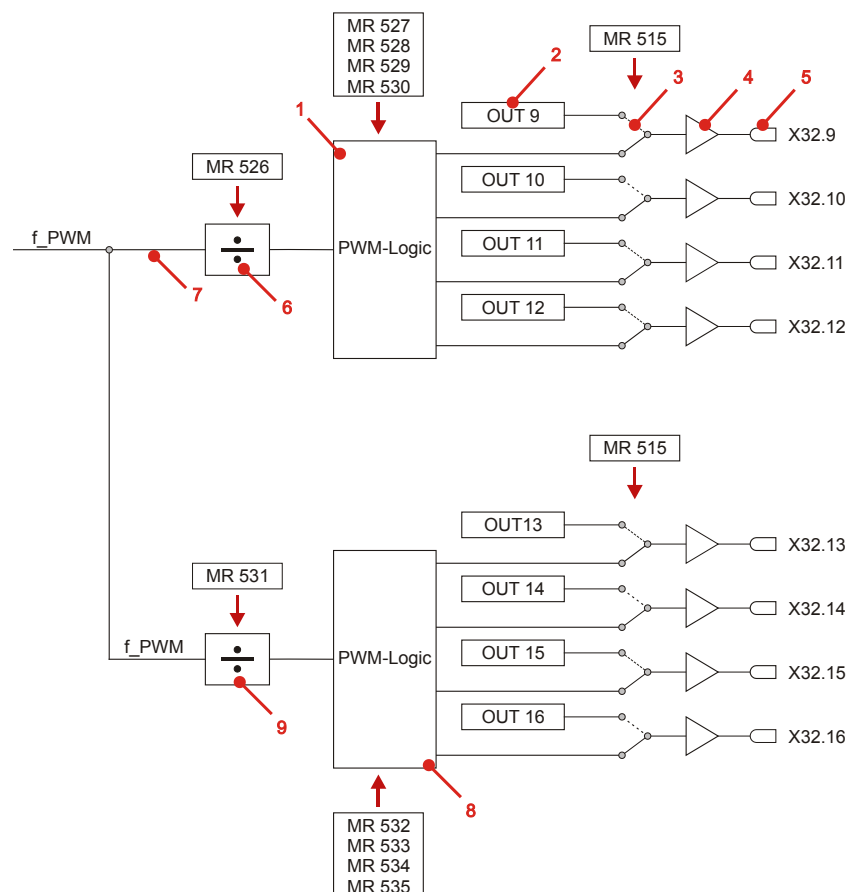 MR 527
MR 528
MR 529
MR 530
MR 515
2
3
4
5
1
OUT 9
X32.9
MR 526
OUT 10
X32.10
f_PWM
PWM-Logic
OUT 11
X32.11
7
6
OUT 12
X32.12
MR 515
OUT13
X32.13
MR 531
OUT 14
X32.14
f_PWM
PWM-Logic
OUT 15
X32.15
9
OUT 16
X32.16
8
MR 532
MR 533
MR 534
MR 535